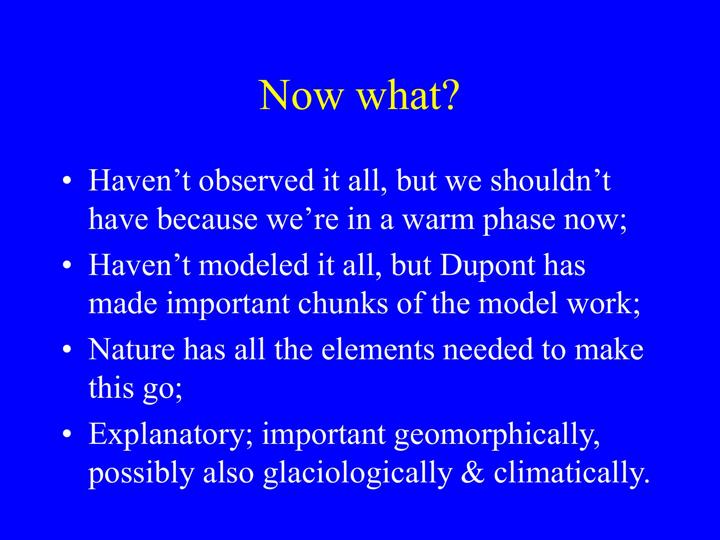 Now what?
• Haven’t observed it all, but we shouldn’t
have because we’re in a warm phase now;
• Haven’t modeled it all, but Dupont has
made important chunks of the model work;
• Nature has all the elements needed to make
this go;
• Explanatory; important geomorphically,
possibly also glaciologically & climatically.